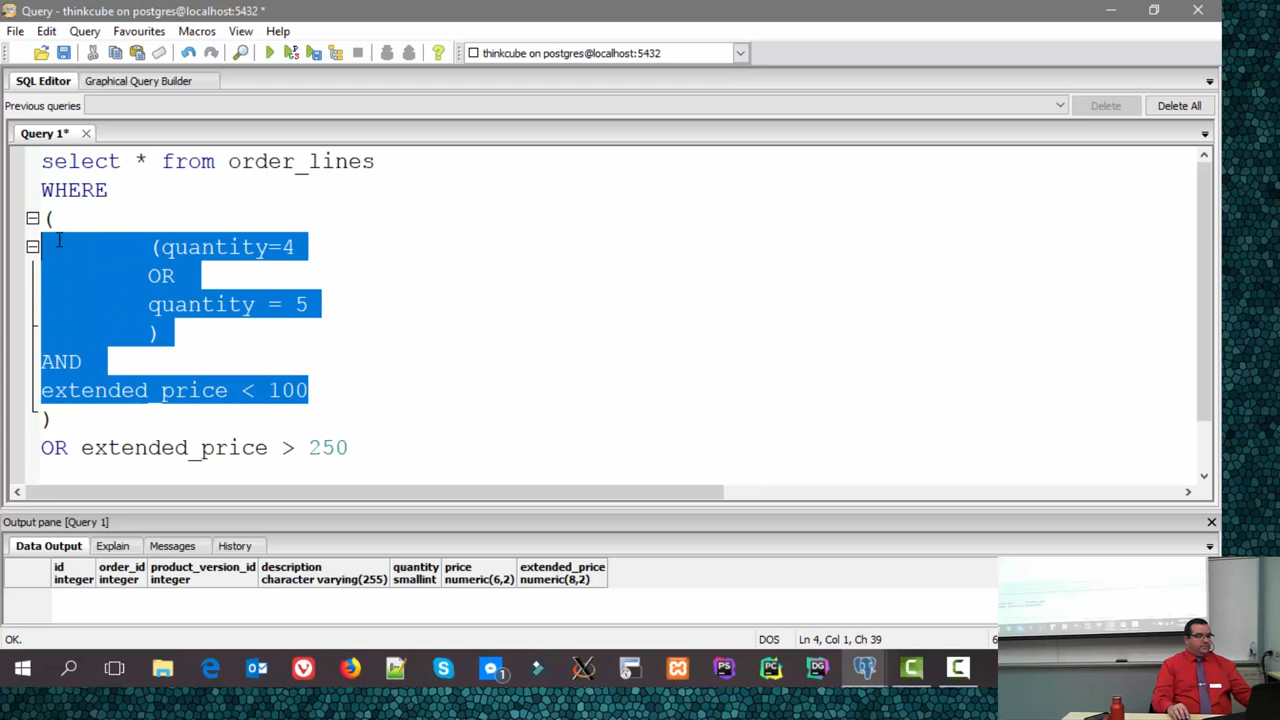 Query - thinkcube on postgres@localhost:5432 *
File Edit Query Favourites Macros View Help
thinkcube on postgres@localhost:5432
SQL Editor Graphical Query Builder
Previous queries Delete Delete All
Query 1*
select * from order_lines
WHERE
(
(quantity=4
OR
quantity = 5
)
AND
extended_price < 100
)
OR extended_price > 250
Output pane [Query 1]
Data Output Explain Messages History
id order_id product_version_id description quantity price extended_price
integer integer integer character varying(255) smallint numeric(6,2) numeric(8,2)
OK. DOS Ln 4, Col 1, Ch 39
1 PS PC DG